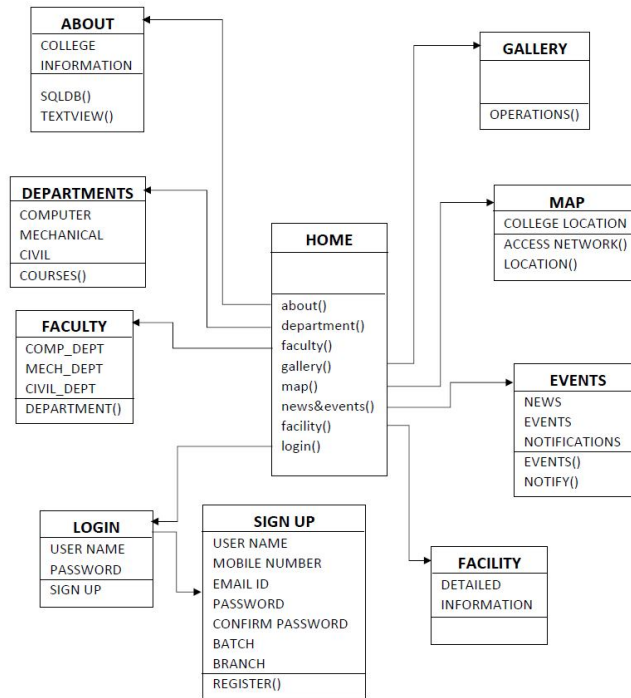 ABOUT
COLLEGE
INFORMATION
SQLDB()
TEXTVIEW()
GALLERY
OPERATIONS()
DEPARTMENTS
COMPUTER
MECHANICAL
CIVIL
COURSES()
MAP
COLLEGE LOCATION
ACCESS NETWORK()
LOCATION()
HOME
about()
department()
faculty()
gallery()
map()
news&events()
facility()
login()
FACULTY
COMP_DEPT
MECH_DEPT
CIVIL_DEPT
DEPARTMENT()
EVENTS
NEWS
EVENTS
NOTIFICATIONS
EVENTS()
NOTIFY()
LOGIN
USER NAME
PASSWORD
SIGN UP
SIGN UP
USER NAME
MOBILE NUMBER
EMAIL ID
PASSWORD
CONFIRM PASSWORD
BATCH
BRANCH
REGISTER()
FACILITY
DETAILED
INFORMATION